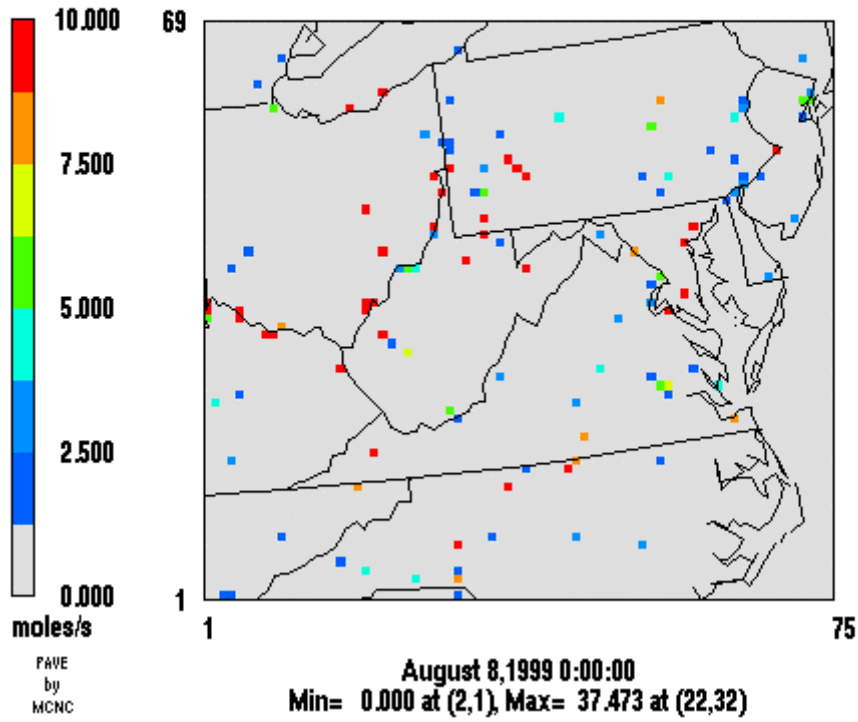 10.000
7.500
5.000
2.500
0.000
moles/s
PAVE
by
MCNC
69
1
1
75
August 8,1999 0:00:00
Min= 0.000 at (2,1), Max= 37.473 at (22,32)